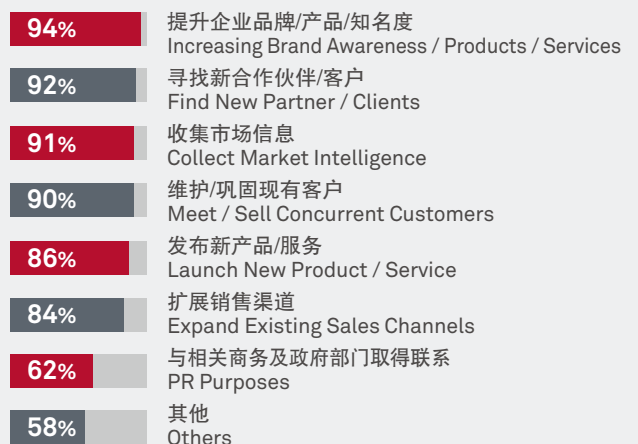 94%
提升企业品牌/产品/知名度
Increasing Brand Awareness / Products / Services
92%
寻找新合作伙伴/客户
Find New Partner / Clients
91%
收集市场信息
Collect Market Intelligence
90%
维护/巩固现有客户
Meet / Sell Concurrent Customers
86%
发布新产品/服务
Launch New Product / Service
84%
扩展销售渠道
Expand Existing Sales Channels
62%
与相关商务及政府部门取得联系
PR Purposes
58%
其他
Others